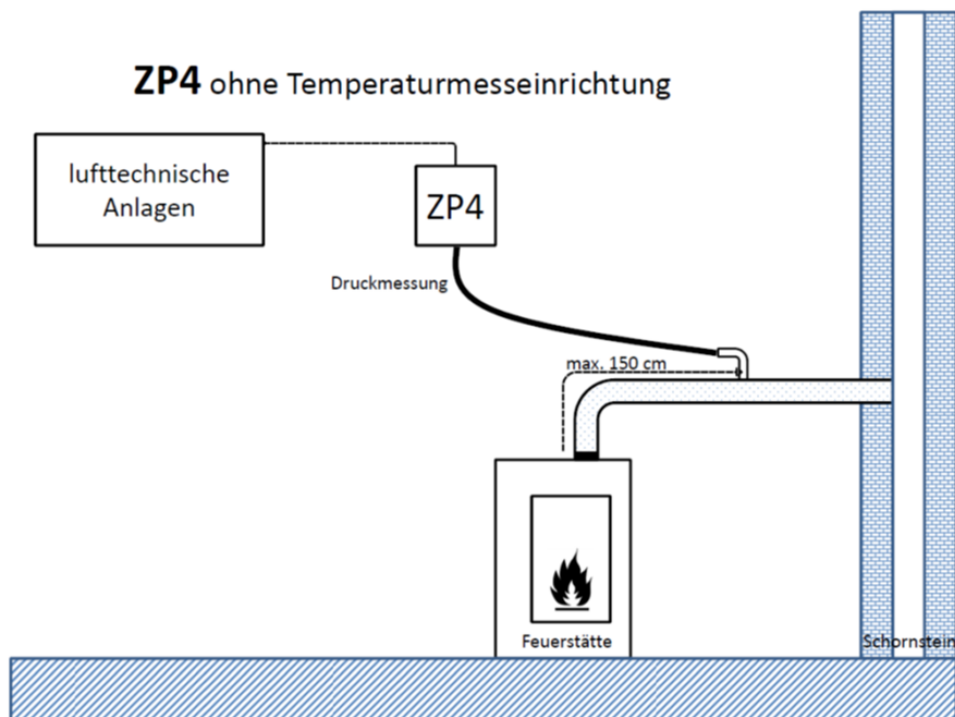 ZP4 ohne Temperaturmesseinrichtung
lufttechnische
Anlagen
ZP4
Druckmessung
max. 150 cm
Feuerstätte
Schornstein